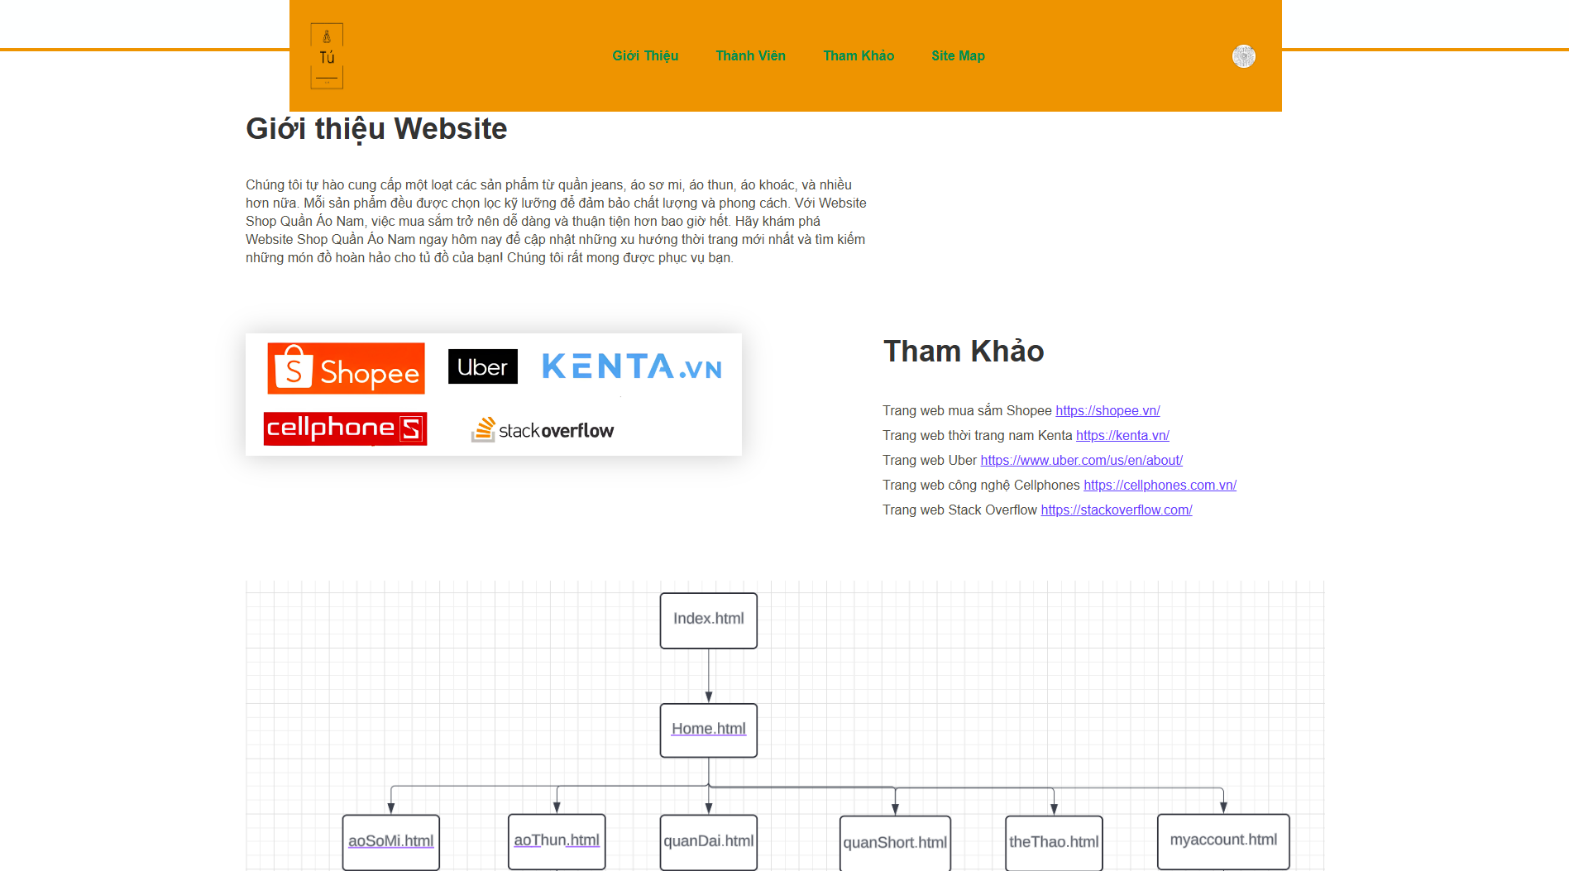 Tú
Giới Thiệu
Thành Viên
Tham Khảo
Site Map
Giới thiệu Website
Chúng tôi tự hào cung cấp một loạt các sản phẩm từ quần jeans, áo sơ mi, áo thun, áo khoác, và nhiều
hơn nữa. Mỗi sản phẩm đều được chọn lọc kỹ lưỡng để đảm bảo chất lượng và phong cách. Với Website
Shop Quần Áo Nam, việc mua sắm trở nên dễ dàng và thuận tiện hơn bao giờ hết. Hãy khám phá
Website Shop Quần Áo Nam ngay hôm nay để cập nhật những xu hướng thời trang mới nhất và tìm kiếm
những món đồ hoàn hảo cho tủ đồ của bạn! Chúng tôi rất mong được phục vụ bạn.
S Shopee
Uber
KENTA.VN
cellphone S
stackoverflow
Tham Khảo
Trang web mua sắm Shopee https://shopee.vn/
Trang web thời trang nam Kenta https://kenta.vn/
Trang web Uber https://www.uber.com/us/en/about/
Trang web công nghệ Cellphones https://cellphones.com.vn/
Trang web Stack Overflow https://stackoverflow.com/
Index.html
Home.html
aoSoMi.html
aoThun.html
quanDai.html
quanShort.html
theThao.html
myaccount.html